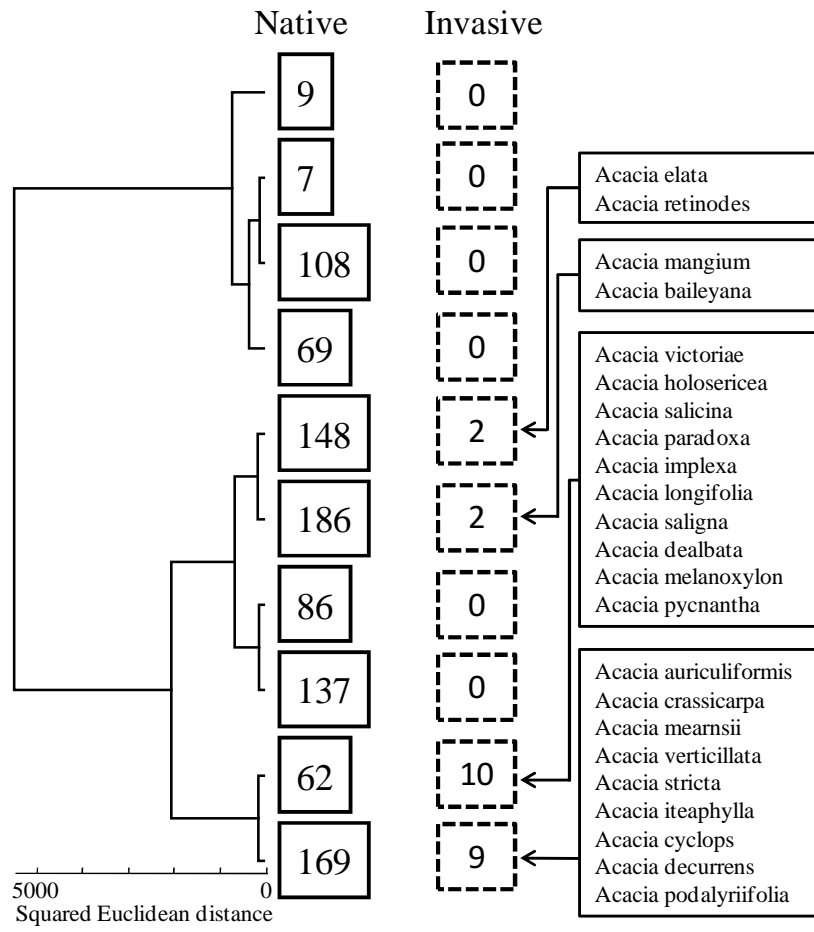 Native Invasive
9 0
7 0
108 0
69 0
148 2
186 2
86 0
137 0
62 10
169 9
Acacia elata
Acacia retinodes
Acacia mangium
Acacia baileyana
Acacia victoriae
Acacia holosericea
Acacia salicina
Acacia paradoxa
Acacia implexa
Acacia longifolia
Acacia saligna
Acacia dealbata
Acacia melanoxylon
Acacia pycnantha
Acacia auriculiformis
Acacia crassicarpa
Acacia mearnsii
Acacia verticillata
Acacia stricta
Acacia iteaphylla
Acacia cyclops
Acacia decurrens
Acacia podalyriifolia
5000 0
Squared Euclidean distance